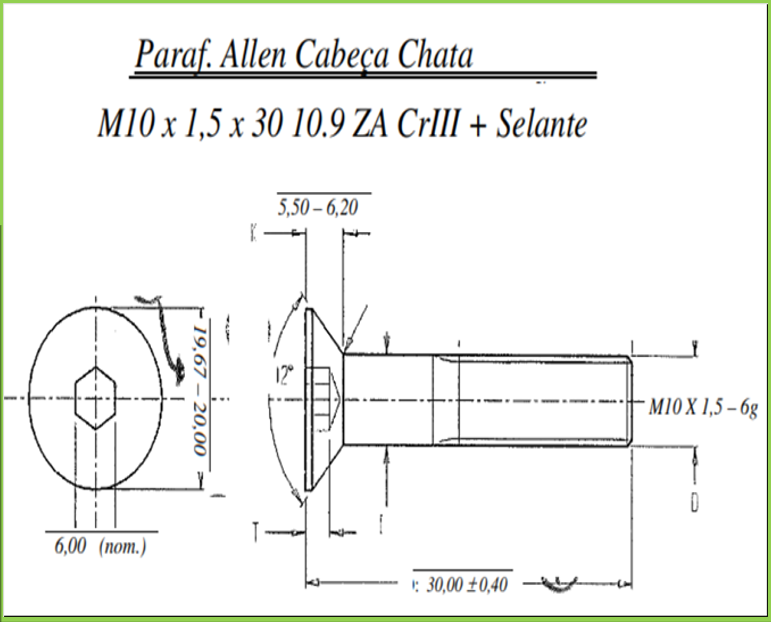 Paraf. Allen Cabeça Chata
M10 x 1,5 x 30 10.9 ZA CrIII + Selante
5,50 – 6,20
K
19,67 – 20,00
12°
M10 X 1,5 – 6g
D
T
6,00 (nom.)
30,00 ±0,40